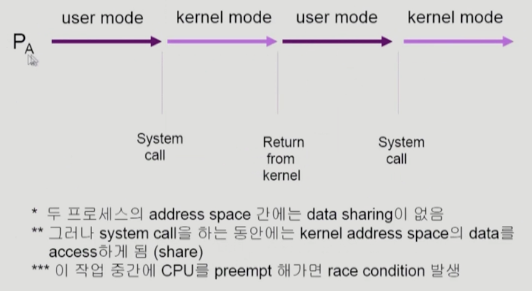 user mode kernel mode user mode kernel mode
PA
System call
Return from kernel
System call
* 두 프로세스의 address space 간에는 data sharing이 없음
** 그러나 system call을 하는 동안에는 kernel address space의 data를
access하게 됨 (share)
*** 이 작업 중간에 CPU를 preempt 해가면 race condition 발생